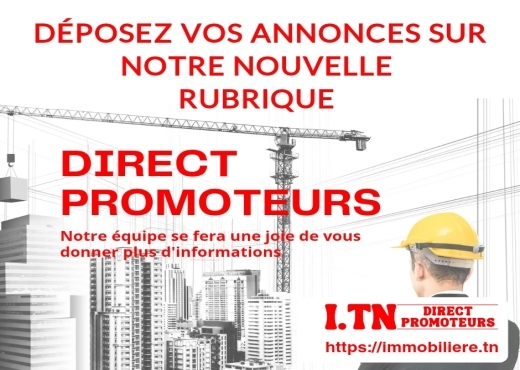 DÉPOSEZ VOS ANNONCES SUR
NOTRE NOUVELLE
RUBRIQUE
DIRECT
PROMOTEURS
Notre équipe se fera une joie de vous
donner plus d'informations
I.TN DIRECT
PROMOTEURS
https://immobiliere.tn